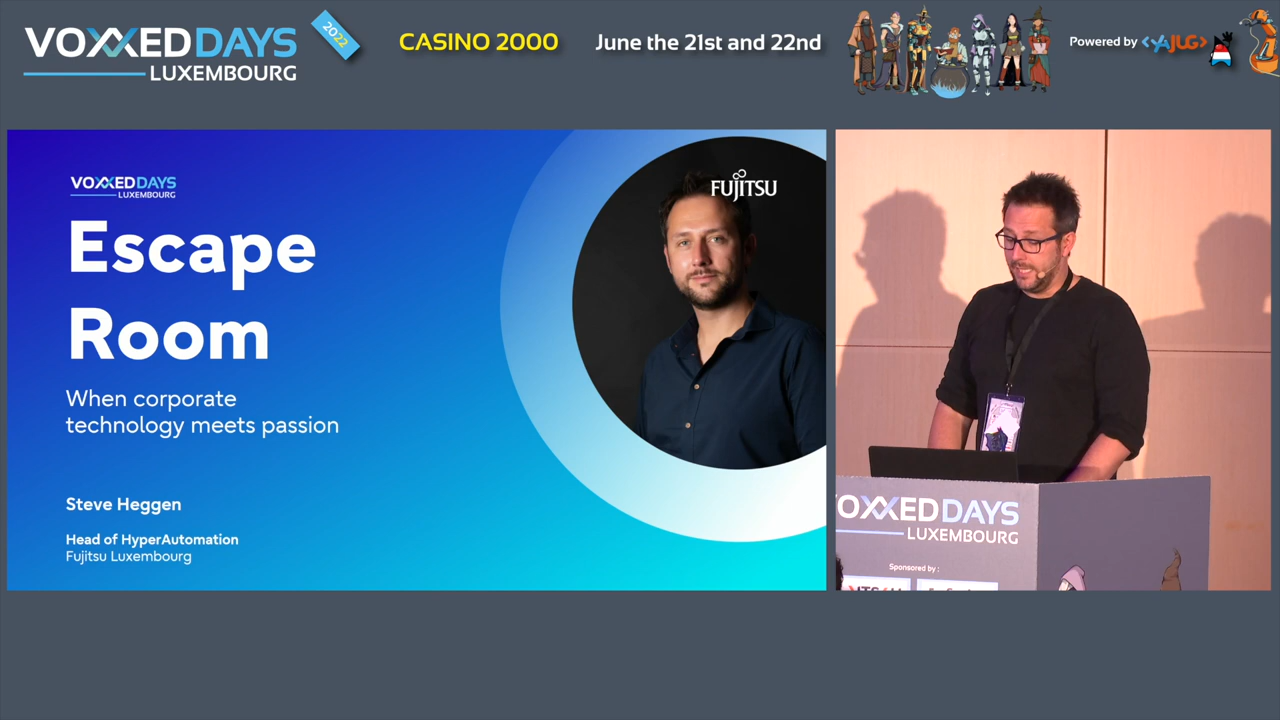 VOXXEDDAYS
LUXEMBOURG
2022
CASINO 2000
June the 21st and 22nd
Powered by <YAJUG>
VOXXEDDAYS
LUXEMBOURG
FUJITSU
Escape
Room
When corporate
technology meets passion
Steve Heggen
Head of HyperAutomation
Fujitsu Luxembourg
VOXXEDDAYS
LUXEMBOURG
Sponsored by :